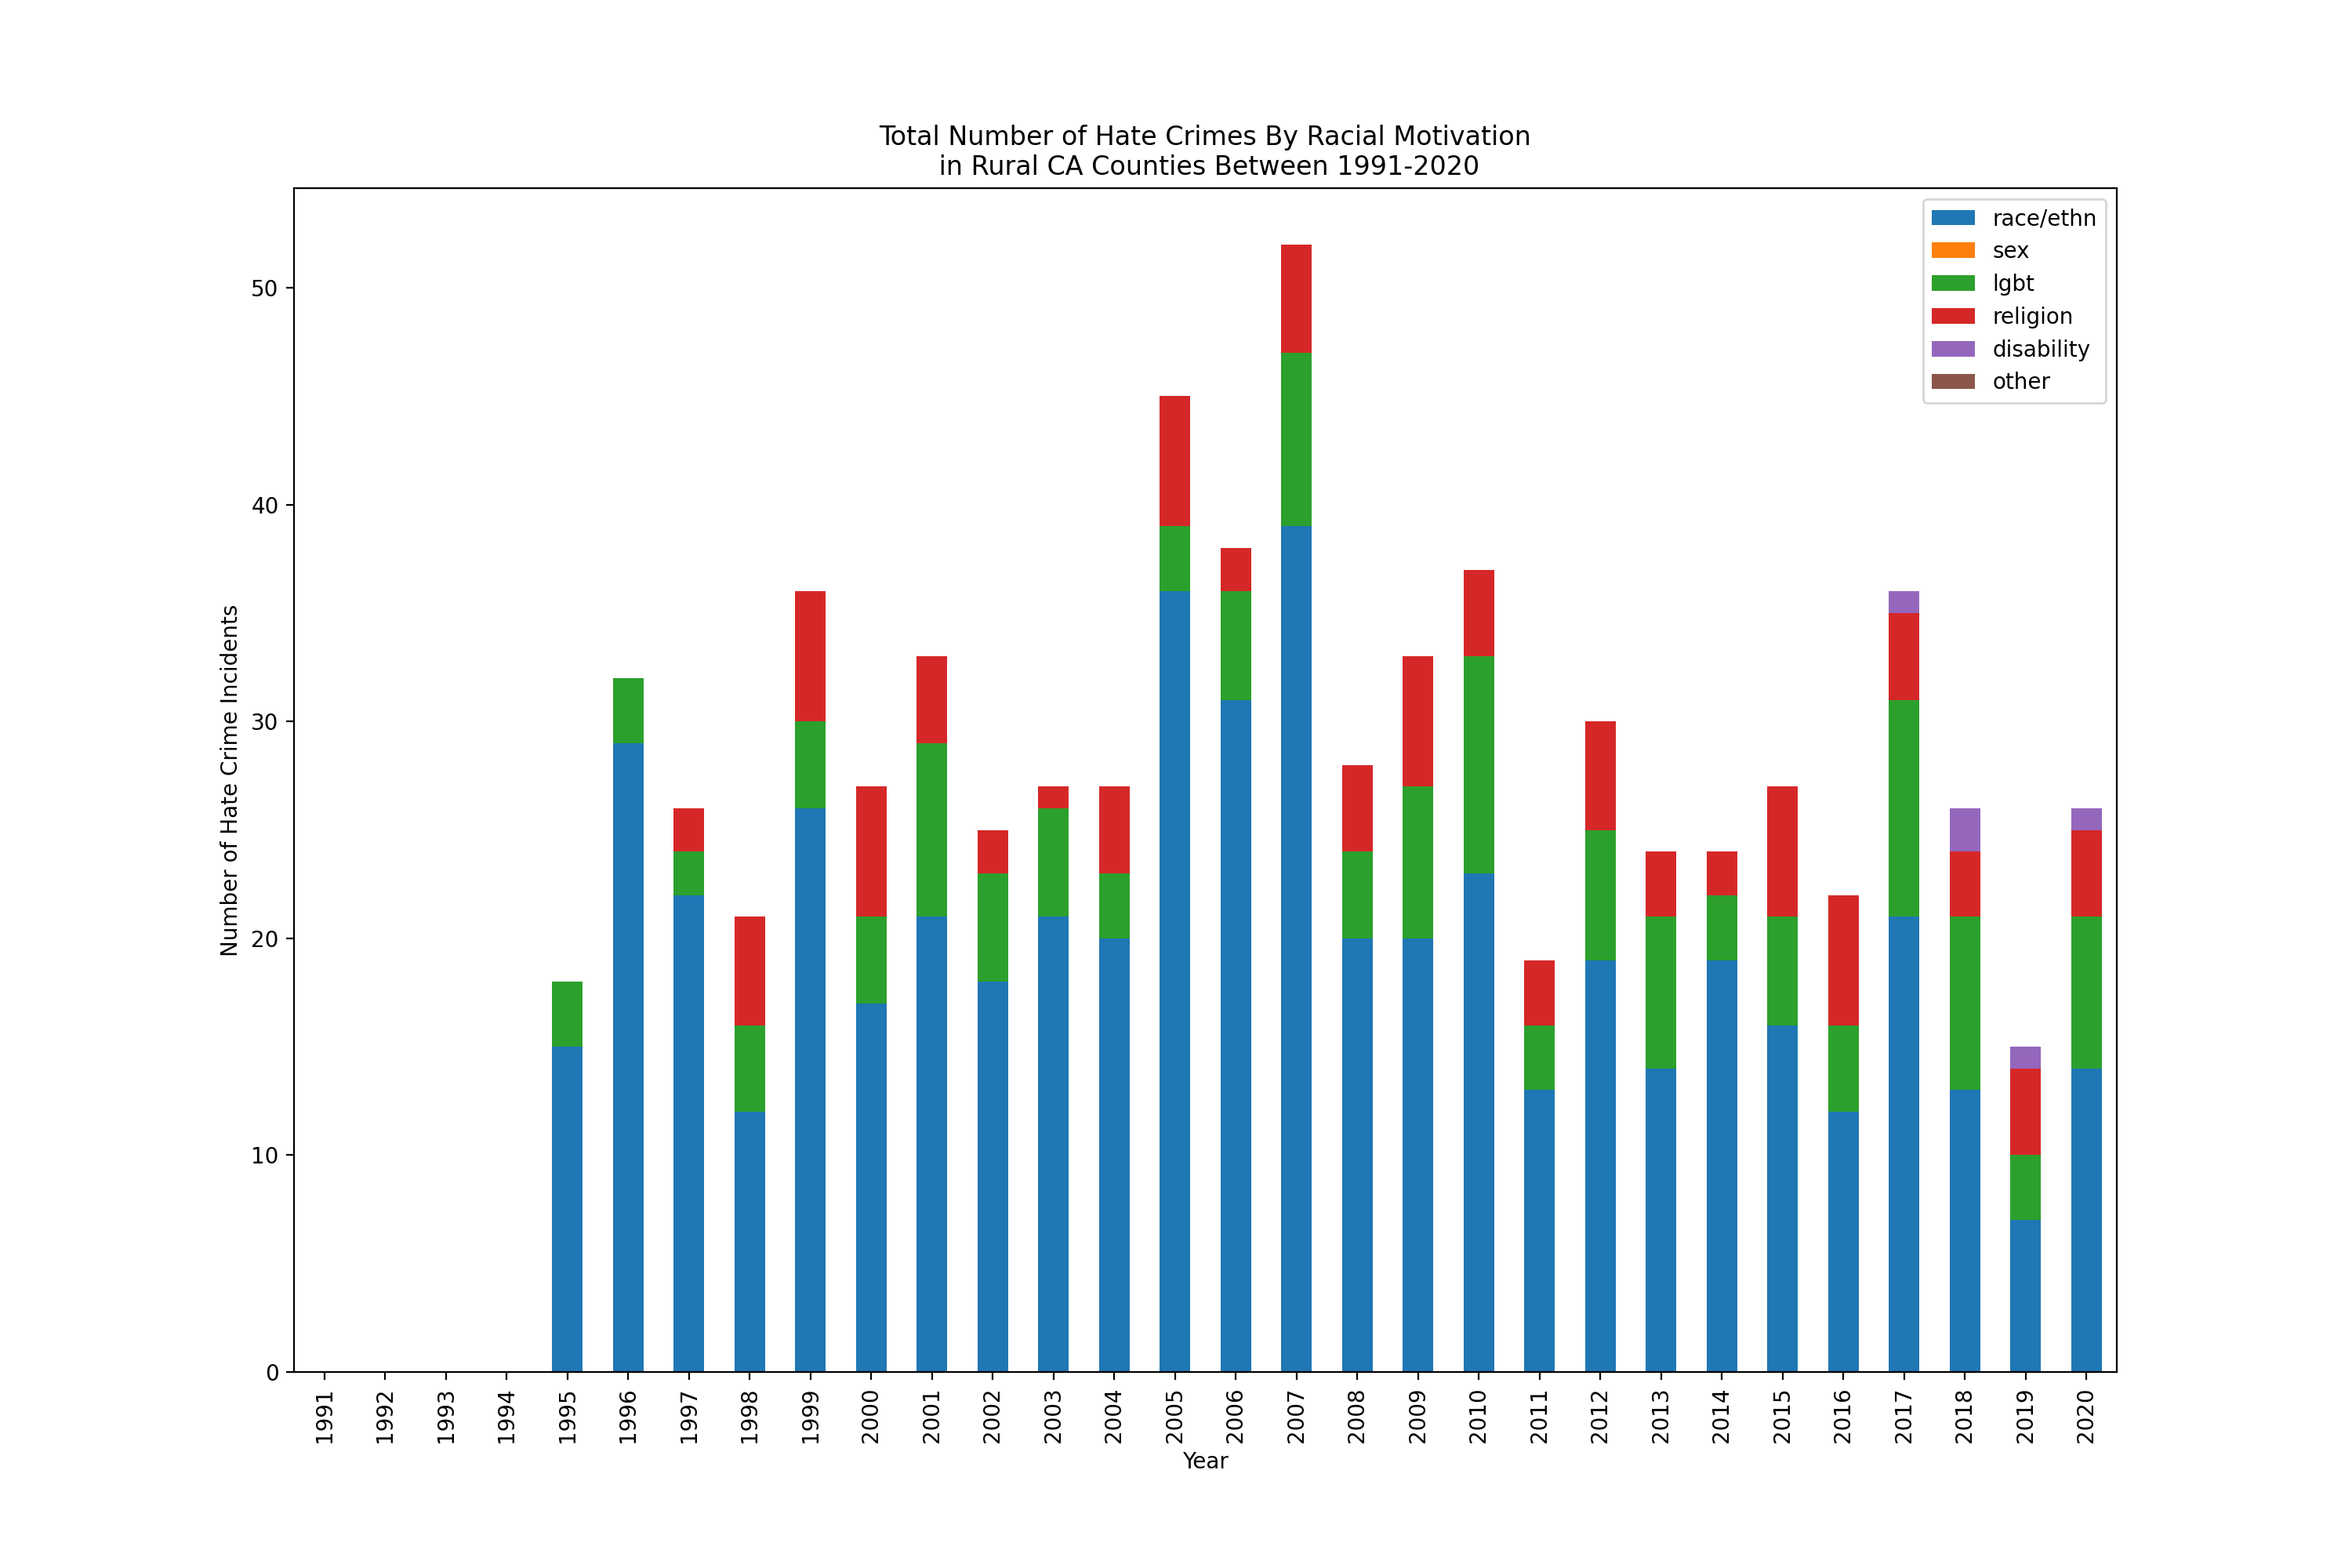 Total Number of Hate Crimes By Racial Motivation
in Rural CA Counties Between 1991-2020
race/ethn
sex
lgbt
religion
disability
other
Number of Hate Crime Incidents
50
40
30
20
10
0
1991 1992 1993 1994 1995 1996 1997 1998 1999 2000 2001 2002 2003 2004 2005 2006 2007 2008 2009 2010 2011 2012 2013 2014 2015 2016 2017 2018 2019 2020
Year